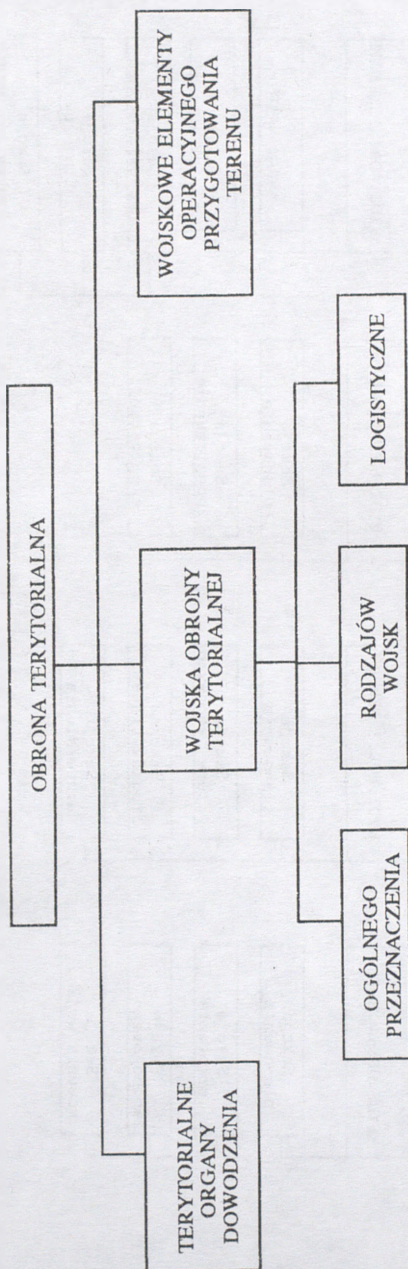 OBRONA TERYTORIALNA
TERYTORIALNE
ORGANY
DOWODZENIA
WOJSKA OBRONY
TERYTORIALNEJ
WOJSKOWE ELEMENTY
OPERACYJNEGO
PRZYGOTOWANIA
TERENU
OGÓLNEGO
PRZEZNACZENIA
RODZAJÓW
WOJSK
LOGISTYCZNE